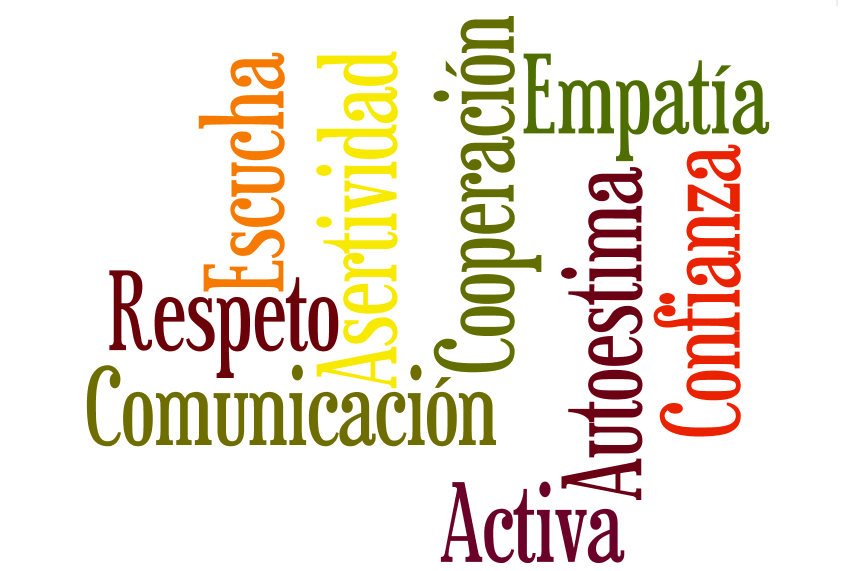 Escucha
Asertividad
Cooperación
Empatía
Respeto
Autoestima
Confianza
Comunicación
Activa